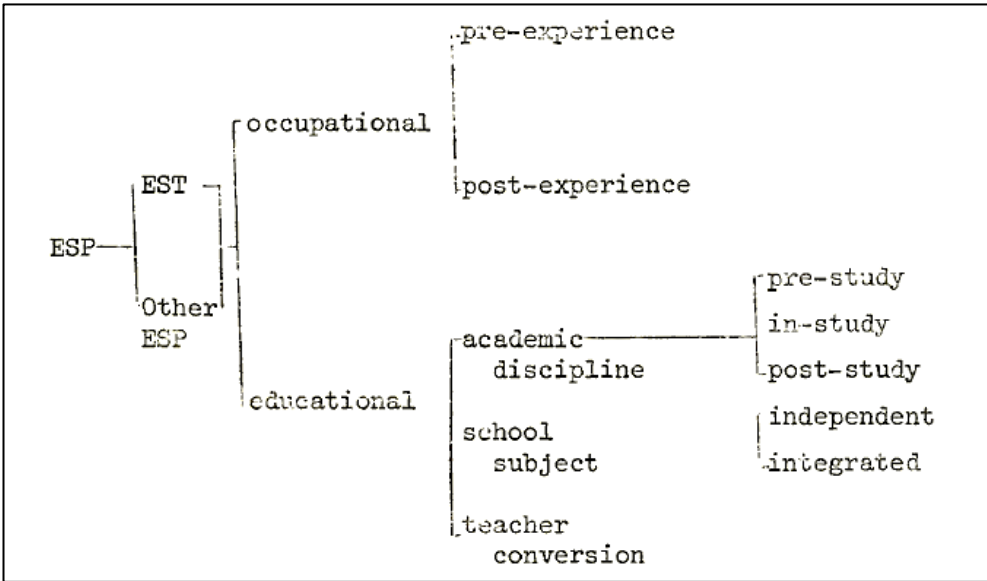 pre-experience
occupational
EST
post-experience
ESP
Other
ESP
pre-study
in-study
academic
discipline
post-study
educational
independent
school
subject
integrated
teacher
conversion